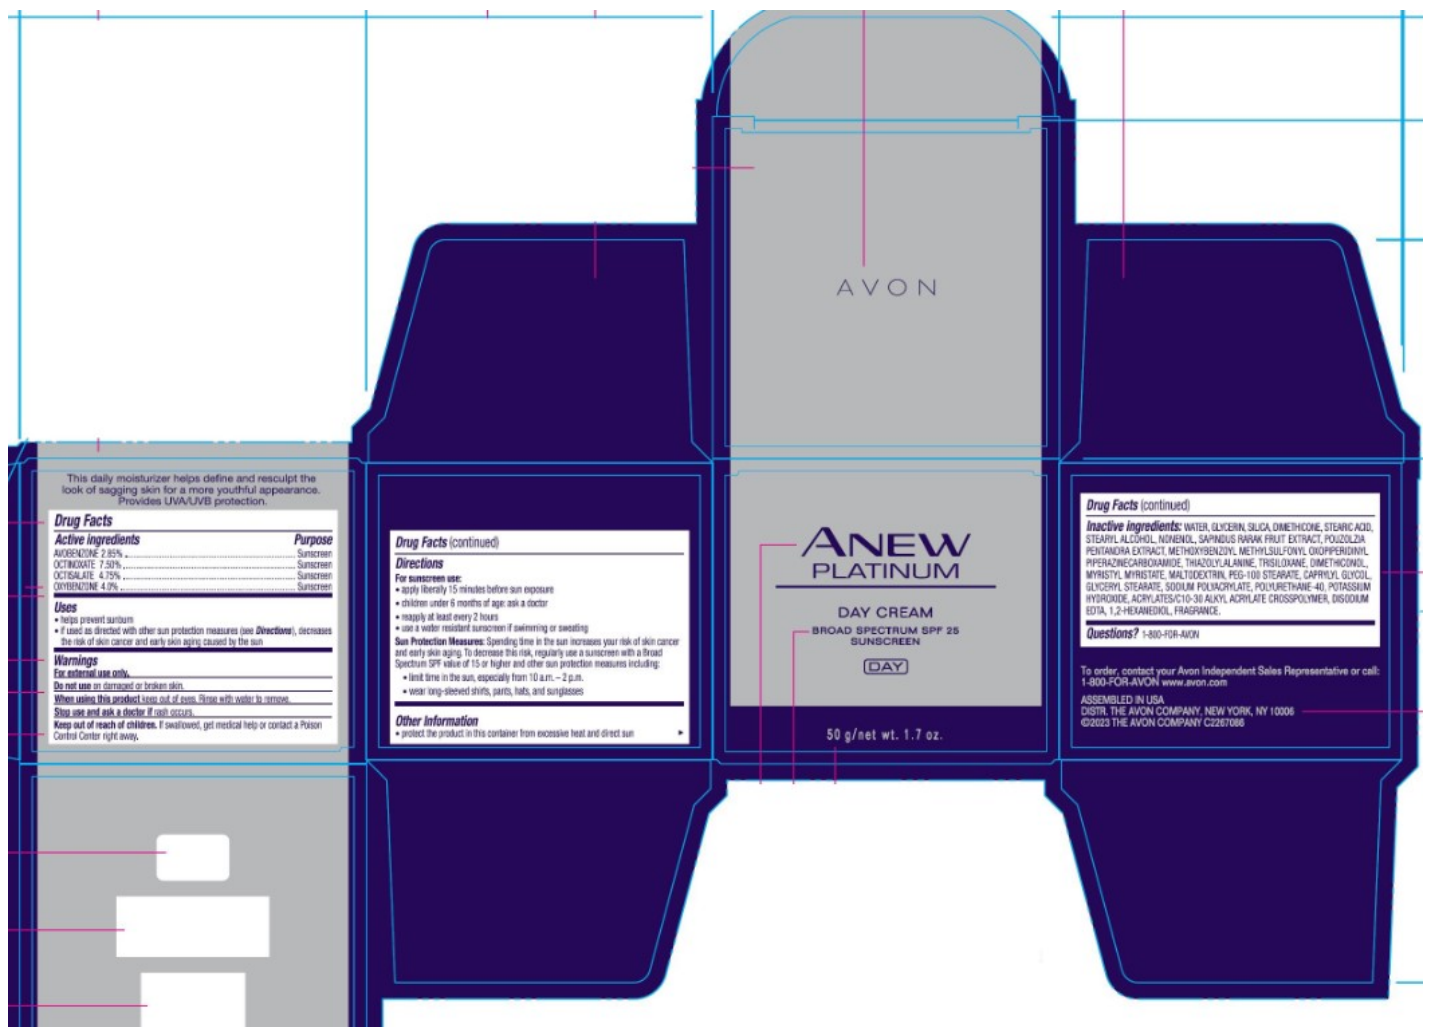 This daily moisturizer helps define and resculpt the
look of sagging skin for a more youthful appearance.
Provides UVA/UVB protection.
Drug Facts
Active ingredients Purpose
AVOBENZONE 2.85% Sunscreen
OCTINOXATE 7.50% Sunscreen
OCTISALATE 4.75% Sunscreen
OXYBENZONE 4.0% Sunscreen
Uses
• helps prevent sunburn
• if used as directed with other sun protection measures (see Directions), decreases
the risk of skin cancer and early skin aging caused by the sun
Warnings
For external use only.
Do not use on damaged or broken skin.
When using this product keep out of eyes. Rinse with water to remove.
Stop use and ask a doctor if rash occurs.
Keep out of reach of children. If swallowed, get medical help or contact a Poison
Control Center right away.
Drug Facts (continued)
Directions
For sunscreen use:
• apply liberally 15 minutes before sun exposure
• children under 6 months of age: ask a doctor
• reapply at least every 2 hours
• use a water resistant sunscreen if swimming or sweating
Sun Protection Measures: Spending time in the sun increases your risk of skin cancer
and early skin aging. To decrease this risk, regularly use a sunscreen with a Broad
Spectrum SPF value of 15 or higher and other sun protection measures including:
• limit time in the sun, especially from 10 a.m. – 2 p.m.
• wear long-sleeved shirts, pants, hats, and sunglasses
Other Information
• protect the product in this container from excessive heat and direct sun
AVON
ANEW
PLATINUM
DAY CREAM
BROAD SPECTRUM SPF 25
SUNSCREEN
DAY
50 g/net wt. 1.7 oz.
Drug Facts (continued)
Inactive ingredients: WATER, GLYCERIN, SILICA, DIMETHICONE, STEARIC ACID,
STEARYL ALCOHOL, NONENOL, SAPINDUS RARAK FRUIT EXTRACT, POUZOLZIA
PENTANDRA EXTRACT, METHOXYBENZOYL METHYLSULFONYL OXOPIPERIDINYL
PIPERAZINECARBOXAMIDE, THIAZOLYLALANINE, TRISILOXANE, DIMETHICONOL,
MYRISTYL MYRISTATE, MALTODEXTRIN, PEG-100 STEARATE, CAPRYLYL GLYCOL,
GLYCERYL STEARATE, SODIUM POLYACRYLATE, POLYURETHANE-40, POTASSIUM
HYDROXIDE, ACRYLATES/C10-30 ALKYL ACRYLATE CROSSPOLYMER, DISODIUM
EDTA, 1,2-HEXANEDIOL, FRAGRANCE.
Questions? 1-800-FOR-AVON
To order, contact your Avon Independent Sales Representative or call:
1-800-FOR-AVON www.avon.com
ASSEMBLED IN USA
DISTR. THE AVON COMPANY, NEW YORK, NY 10006
©2023 THE AVON COMPANY C2267086